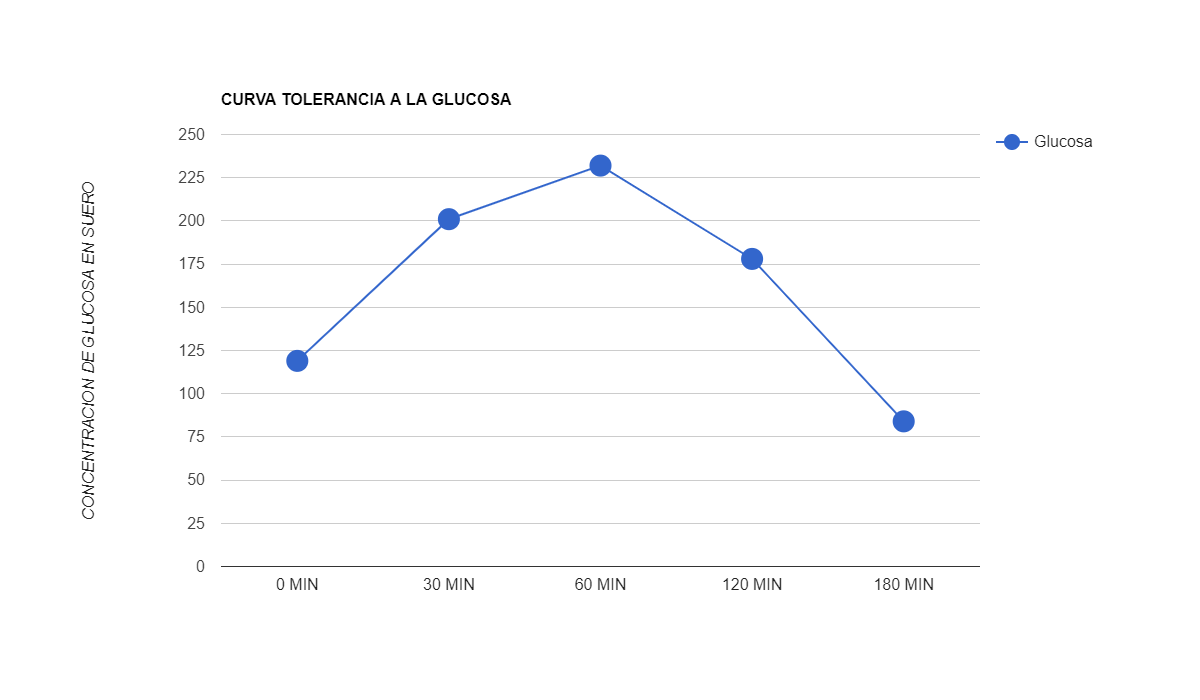 CURVA TOLERANCIA A LA GLUCOSA
Glucosa
CONCENTRACION DE GLUCOSA EN SUERO
250
225
200
175
150
125
100
75
50
25
0
0 MIN
30 MIN
60 MIN
120 MIN
180 MIN